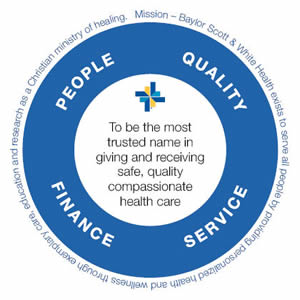 Mission – Baylor Scott & White Health exists to serve all people by providing personalized health and wellness through exemplary care, education and research as a Christian ministry of healing.
PEOPLE
QUALITY
To be the most
trusted name in
giving and receiving
safe, quality
compassionate
health care
FINANCE
SERVICE